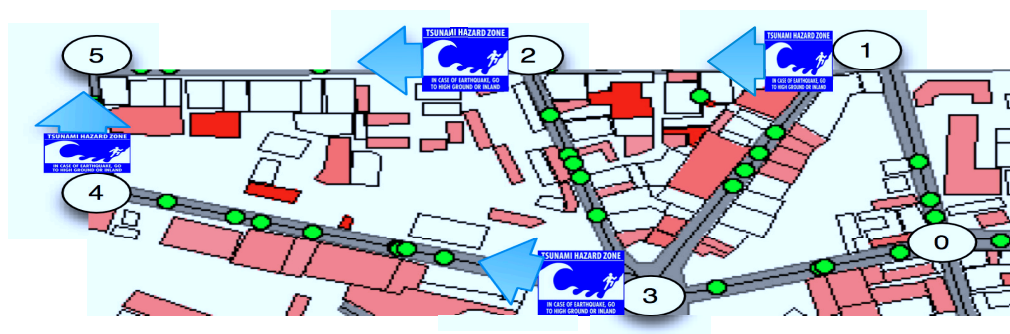 5
TSUNAMI HAZARD ZONE
IN CASE OF EARTHQUAKE, GO
TO HIGH GROUND OR INLAND
2
TSUNAMI HAZARD ZONE
IN CASE OF EARTHQUAKE, GO
TO HIGH GROUND OR INLAND
1
TSUNAMI HAZARD ZONE
IN CASE OF EARTHQUAKE, GO
TO HIGH GROUND OR INLAND
4
0
TSUNAMI HAZARD ZONE
IN CASE OF EARTHQUAKE, GO
TO HIGH GROUND OR INLAND
3